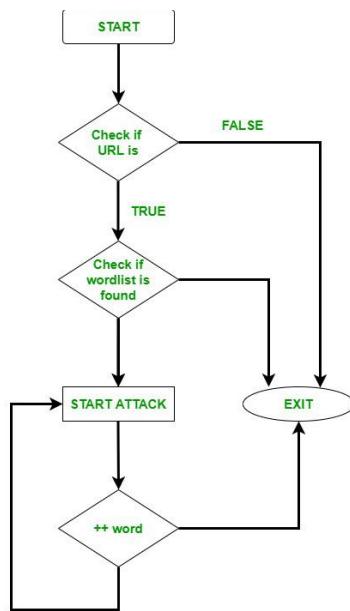 START
Check if
URL is
FALSE
TRUE
Check if
wordlist is
found
START ATTACK
EXIT
++ word